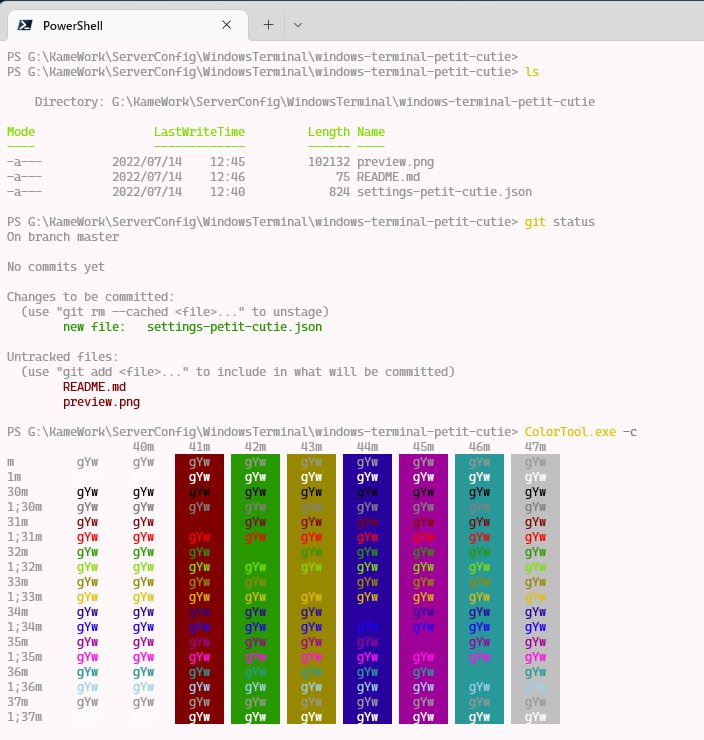 PowerShell
PS G:\KameWork\ServerConfig\WindowsTerminal\windows-terminal-petit-cutie>
PS G:\KameWork\ServerConfig\WindowsTerminal\windows-terminal-petit-cutie> ls
Directory: G:\KameWork\ServerConfig\WindowsTerminal\windows-terminal-petit-cutie
Mode LastWriteTime Length Name
---- ------------- ------ ----
-a--- 2022/07/14 12:45 102132 preview.png
-a--- 2022/07/14 12:46 75 README.md
-a--- 2022/07/14 12:40 824 settings-petit-cutie.json
PS G:\KameWork\ServerConfig\WindowsTerminal\windows-terminal-petit-cutie> git status
On branch master
No commits yet
Changes to be committed:
(use "git rm --cached <file>..." to unstage)
new file: settings-petit-cutie.json
Untracked files:
(use "git add <file>..." to include in what will be committed)
README.md
preview.png
PS G:\KameWork\ServerConfig\WindowsTerminal\windows-terminal-petit-cutie> ColorTool.exe -c
40m 41m 42m 43m 44m 45m 46m 47m
m gYw gYw gYw gYw gYw gYw gYw gYw gYw
1m gYw gYw gYw gYw gYw gYw gYw
30m gYw gYw gYw gYw gYw gYw gYw gYw gYw
1;30m gYw gYw gYw gYw gYw gYw gYw gYw gYw
31m gYw gYw gYw gYw gYw gYw gYw gYw
1;31m gYw gYw gYw gYw gYw gYw gYw gYw gYw
32m gYw gYw gYw gYw gYw gYw gYw gYw
1;32m gYw gYw gYw gYw gYw gYw gYw gYw gYw
33m gYw gYw gYw gYw gYw gYw gYw gYw
1;33m gYw gYw gYw gYw gYw gYw gYw gYw gYw
34m gYw gYw gYw gYw gYw gYw gYw gYw
1;34m gYw gYw gYw gYw gYw gYw gYw gYw gYw
35m gYw gYw gYw gYw gYw gYw gYw gYw
1;35m gYw gYw gYw gYw gYw gYw gYw gYw gYw
36m gYw gYw gYw gYw gYw gYw gYw gYw
1;36m gYw gYw gYw gYw gYw gYw gYw gYw gYw
37m gYw gYw gYw gYw gYw gYw
1;37m gYw gYw gYw gYw gYw gYw gYw